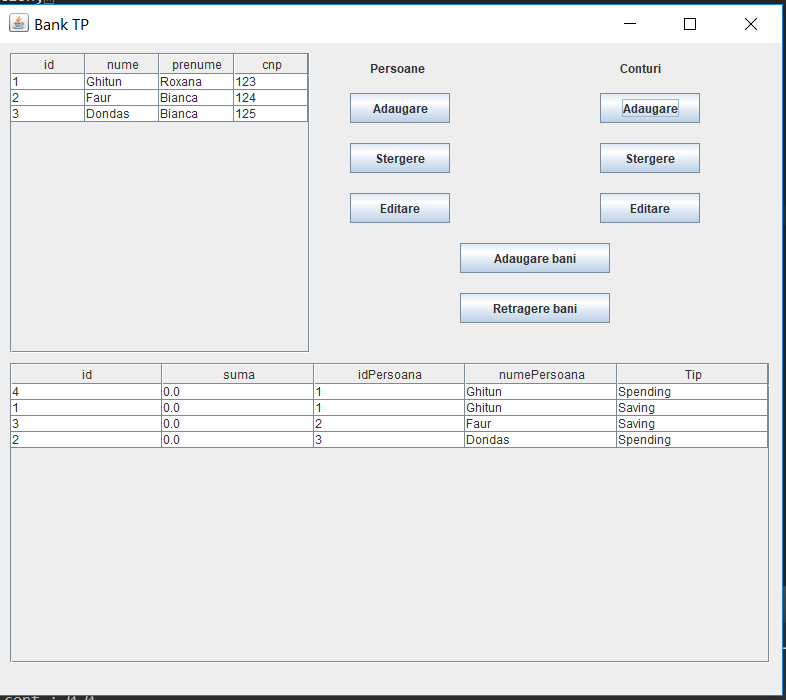 Bank TP
id nume prenume cnp
1 Ghitun Roxana 123
2 Faur Bianca 124
3 Dondas Bianca 125
Persoane Conturi
Adaugare Adaugare
Stergere Stergere
Editare Editare
Adaugare bani
Retragere bani
id suma idPersoana numePersoana Tip
4 0.0 1 Ghitun Spending
1 0.0 1 Ghitun Saving
3 0.0 2 Faur Saving
2 0.0 3 Dondas Spending